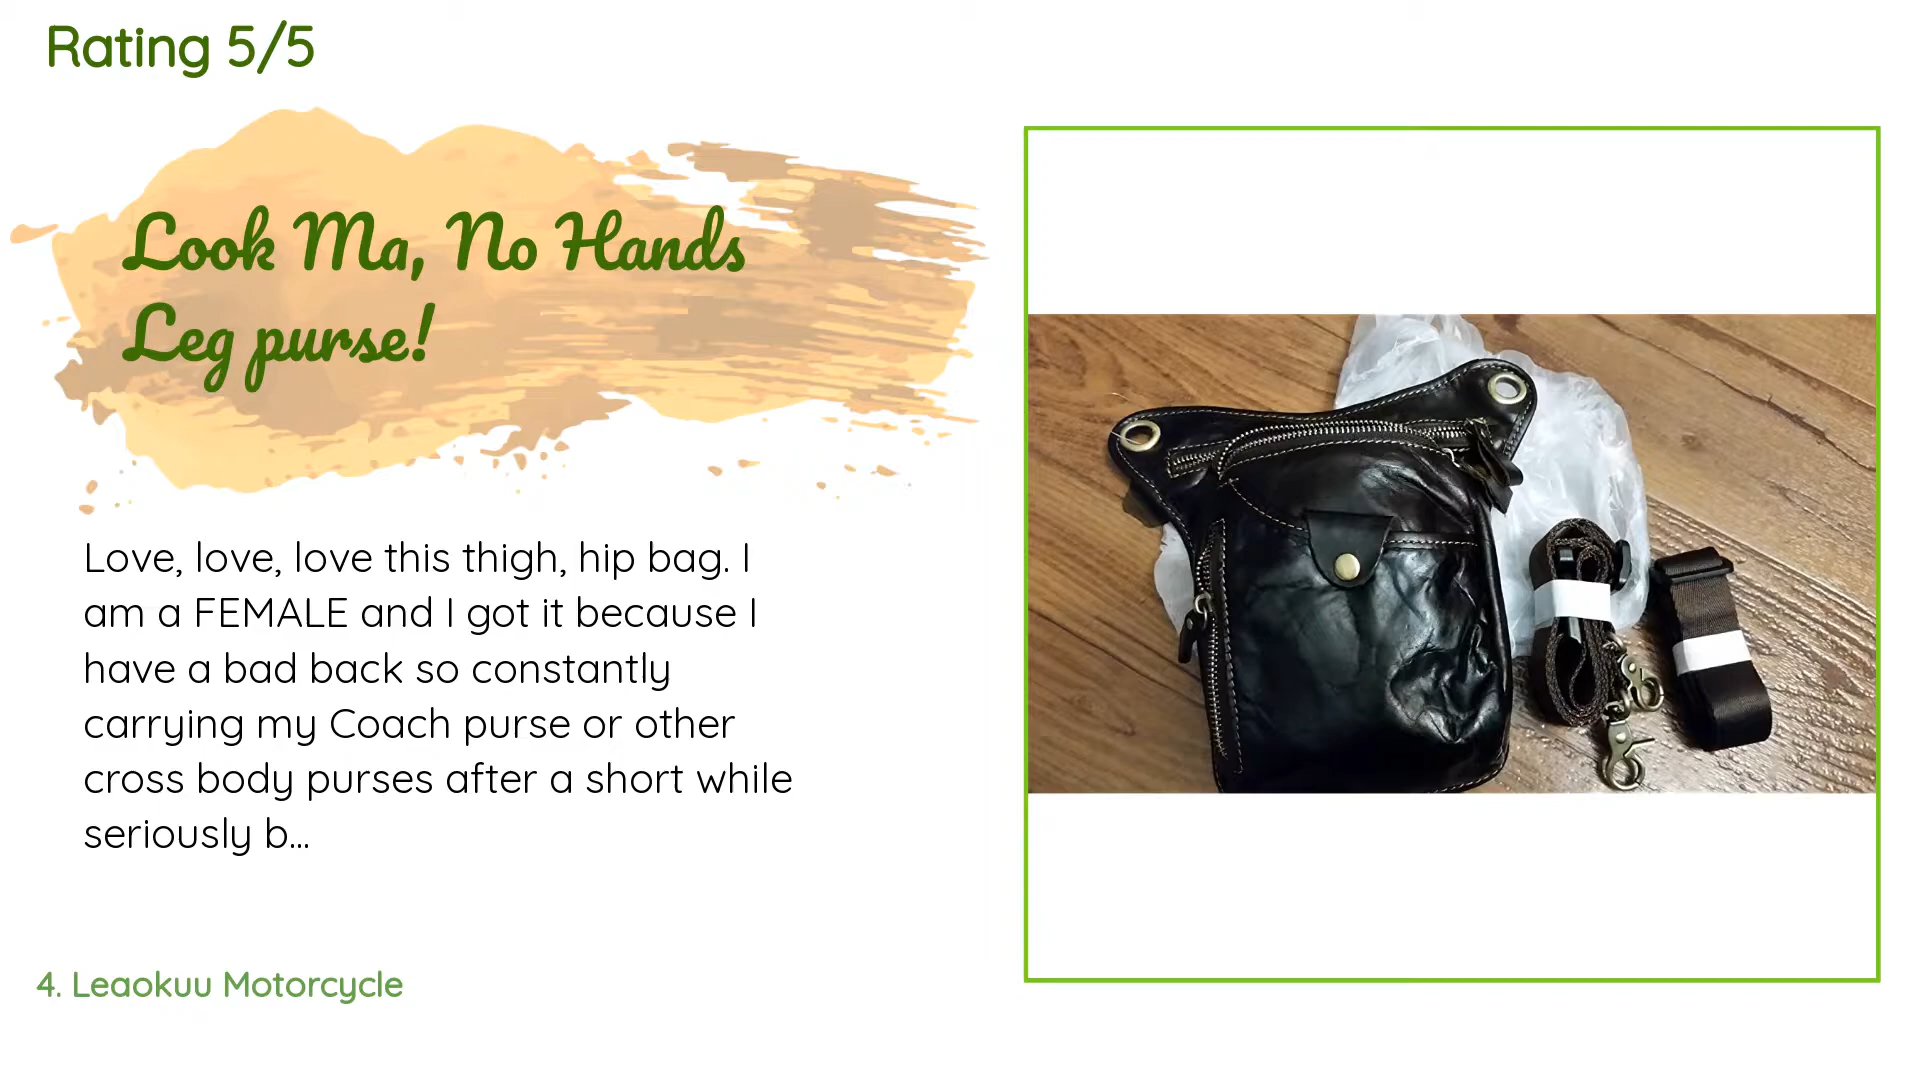 Rating 5/5
Look Ma, No Hands
Leg purse!
Love, love, love this thigh, hip bag. I
am a FEMALE and I got it because I
have a bad back so constantly
carrying my Coach purse or other
cross body purses after a short while
seriously b...
4. Leaokuu Motorcycle